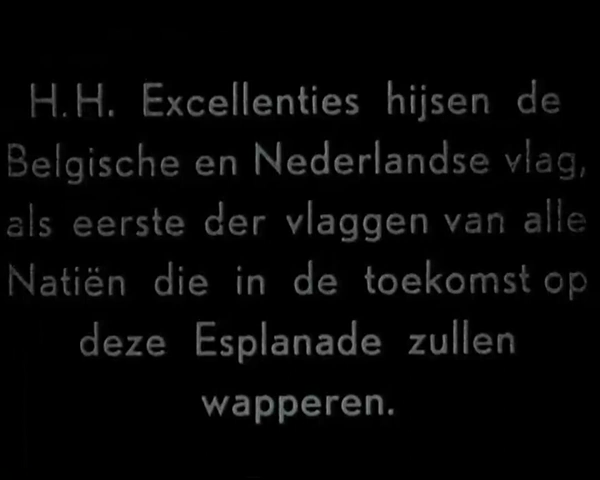 H.H. Excellenties hijsen de
Belgische en Nederlandse vlag,
als eerste der vlaggen van alle
Natiën die in de toekomst op
deze Esplanade zullen
wapperen.